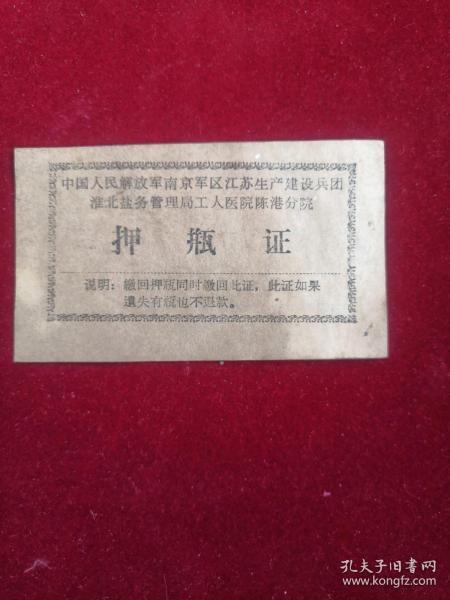 中国人民解放军南京军区江苏生产建设兵团
淮北盐务管理局工人医院陈港分院
押瓶证
说明：缴回押瓶同时缴回此证，此证如果
遗失有瓶也不退款。
孔夫子旧书网
www.kongfz.com